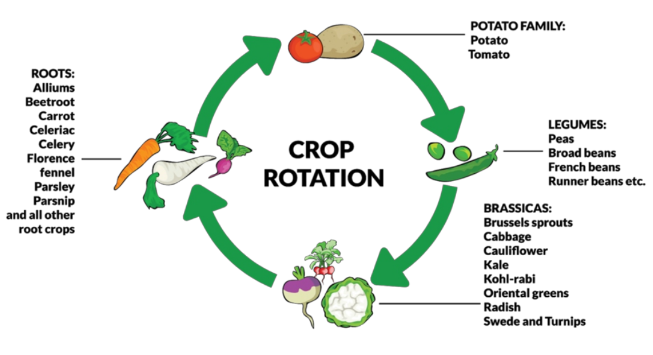 POTATO FAMILY:
Potato
Tomato
ROOTS:
Alliums
Beetroot
Carrot
Celeriac
Celery
Florence
fennel
Parsley
Parsnip
and all other
root crops
CROP
ROTATION
LEGUMES:
Peas
Broad beans
French beans
Runner beans etc.
BRASSICAS:
Brussels sprouts
Cabbage
Cauliflower
Kale
Kohl-rabi
Oriental greens
Radish
Swede and Turnips